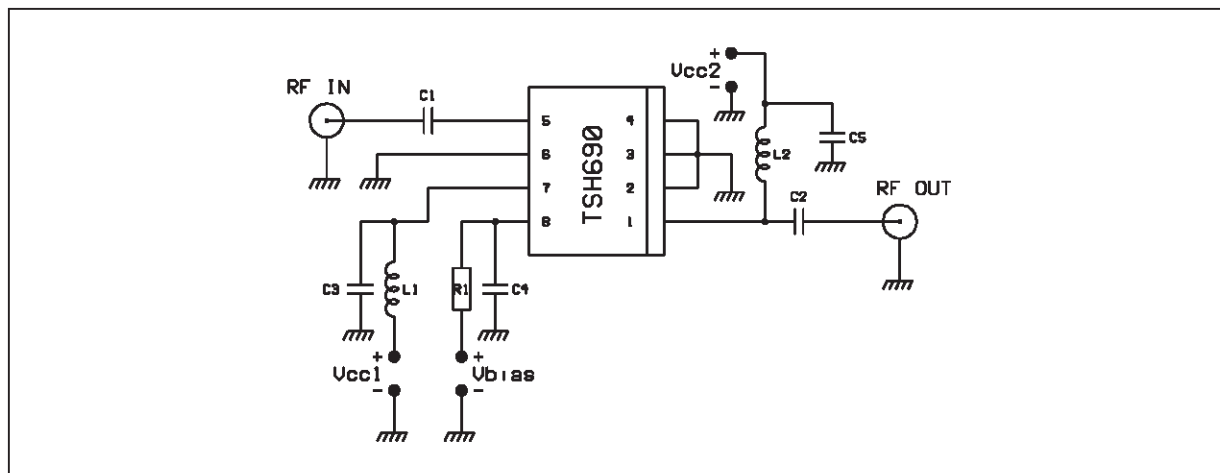 +
Vcc2
-
RF IN
C1
5
4
6
3
7
2
8
1
TSH690
L2
C5
C2
RF OUT
C3
L1
R1
C4
+
Vcc1
-
+
Vbias
-